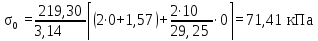 σ₀ = 219,30/3,14 [(2·0+1,57)+ 2·10/29,25 ·0] = 71,41 кПа